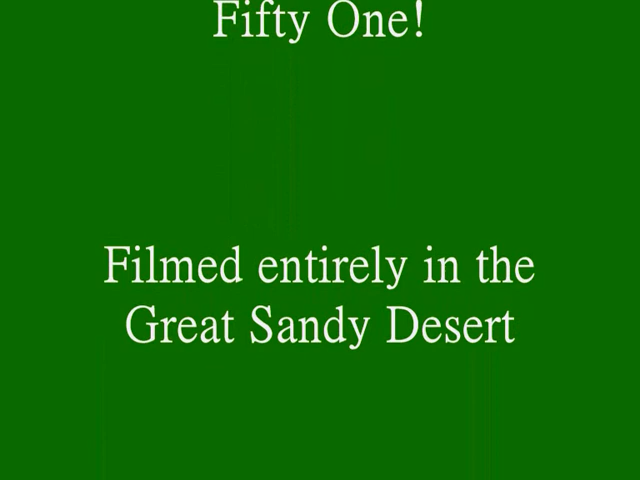 Fifty One!
Filmed entirely in the
Great Sandy Desert